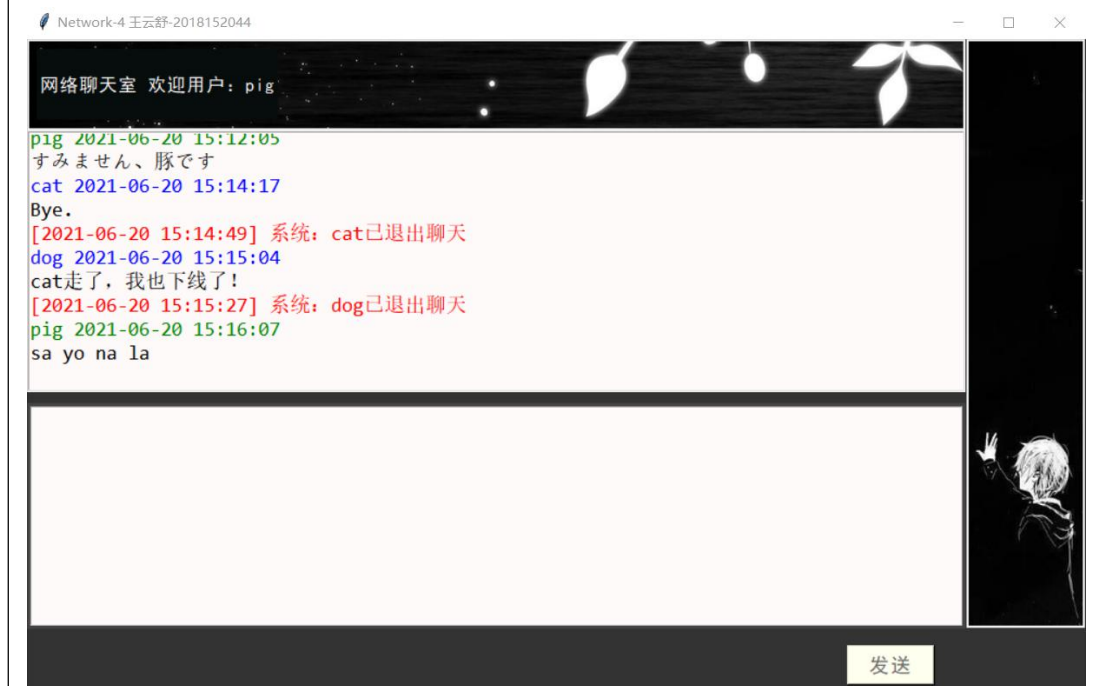 Network-4 王云舒-2018152044
网络聊天室 欢迎用户：pig
pig 2021-06-20 15:12:05
すみません、豚です
cat 2021-06-20 15:14:17
Bye.
[2021-06-20 15:14:49] 系统：cat已退出聊天
dog 2021-06-20 15:15:04
cat走了，我也下线了！
[2021-06-20 15:15:27] 系统：dog已退出聊天
pig 2021-06-20 15:16:07
sa yo na la
发送